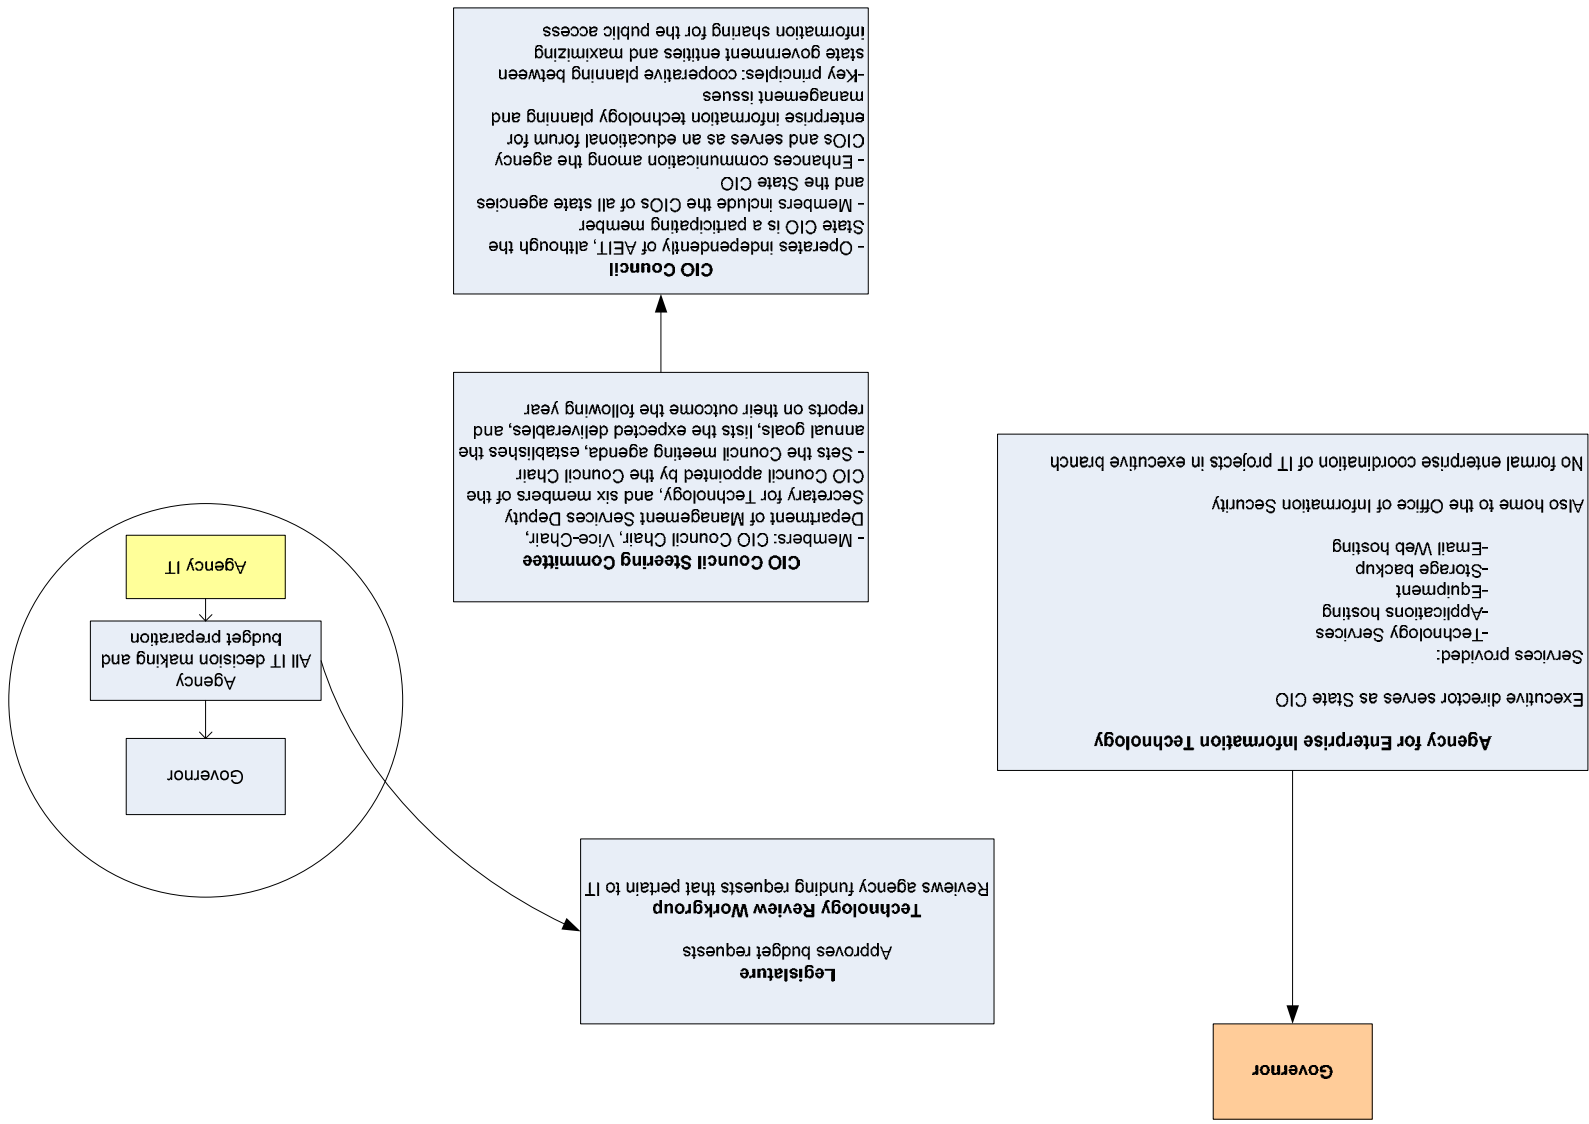 Governor
Legislature
Approves budget requests
Technology Review Workgroup
Reviews agency funding requests that pertain to IT
Agency for Enterprise Information Technology
Executive director serves as State CIO
Services provided:
-Technology Services
-Applications hosting
-Equipment
-Storage backup
-Email Web hosting
Also home to the Office of Information Security
No formal enterprise coordination of IT projects in executive branch
Governor
Agency
All IT decision making and
budget preparation
Agency IT
CIO Council Steering Committee
- Members: CIO Council Chair, Vice-Chair,
Department of Management Services Deputy
Secretary for Technology, and six members of the
CIO Council appointed by the Council Chair
- Sets the Council meeting agenda, establishes the
annual goals, lists the expected deliverables, and
reports on their outcome the following year
CIO Council
- Operates independently of AEIT, although the
State CIO is a participating member
- Members include the CIOs of all state agencies
and the State CIO
- Enhances communication among the agency
CIOs and serves as an educational forum for
enterprise information technology planning and
management issues
-Key principles: cooperative planning between
state government entities and maximizing
information sharing for the public access